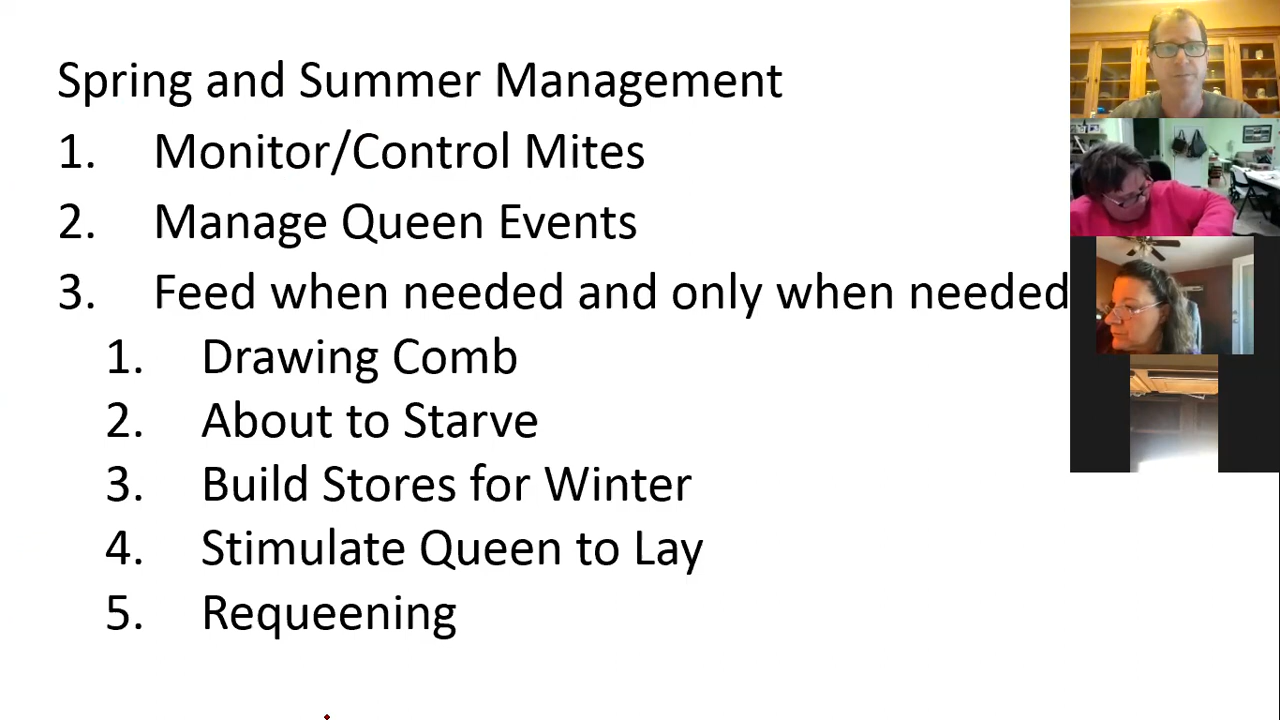 Spring and Summer Management
1. Monitor/Control Mites
2. Manage Queen Events
3. Feed when needed and only when needed
1. Drawing Comb
2. About to Starve
3. Build Stores for Winter
4. Stimulate Queen to Lay
5. Requeening